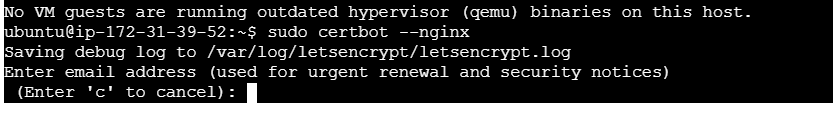 No VM guests are running outdated hypervisor (qemu) binaries on this host.
ubuntu@ip-172-31-39-52:~$ sudo certbot --nginx
Saving debug log to /var/log/letsencrypt/letsencrypt.log
Enter email address (used for urgent renewal and security notices)
 (Enter 'c' to cancel):